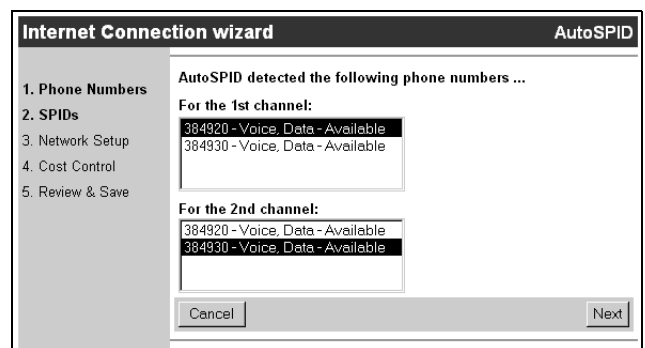 Internet Connection wizard
AutoSPID
1. Phone Numbers
2. SPIDs
3. Network Setup
4. Cost Control
5. Review & Save
AutoSPID detected the following phone numbers ...
For the 1st channel:
384920 - Voice, Data - Available
384930 - Voice, Data - Available
For the 2nd channel:
384920 - Voice, Data - Available
384930 - Voice, Data - Available
Cancel
Next